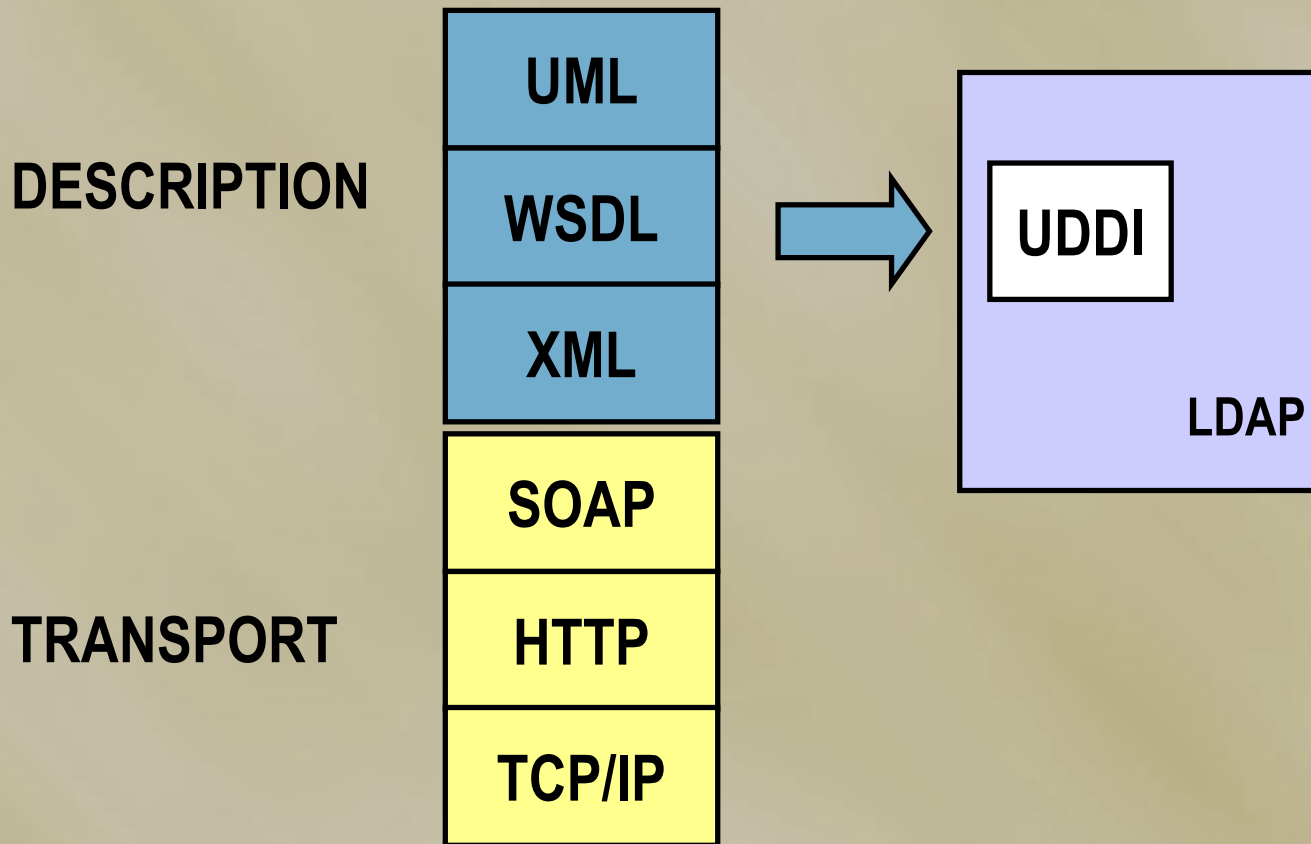 UML
DESCRIPTION
WSDL
UDDI
XML
LDAP
SOAP
TRANSPORT
HTTP
TCP/IP